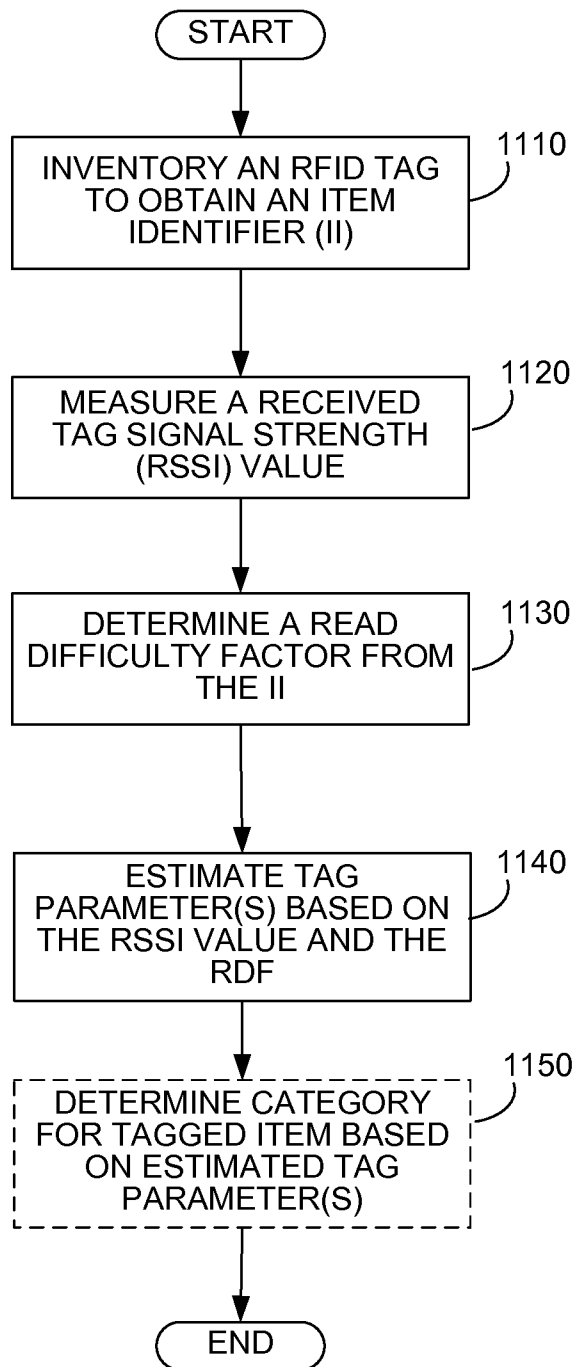 START
1110
INVENTORY AN RFID TAG
TO OBTAIN AN ITEM
IDENTIFIER (II)
1120
MEASURE A RECEIVED
TAG SIGNAL STRENGTH
(RSSI) VALUE
1130
DETERMINE A READ
DIFFICULTY FACTOR FROM
THE II
1140
ESTIMATE TAG
PARAMETER(S) BASED ON
THE RSSI VALUE AND THE
RDF
1150
DETERMINE CATEGORY
FOR TAGGED ITEM BASED
ON ESTIMATED TAG
PARAMETER(S)
END